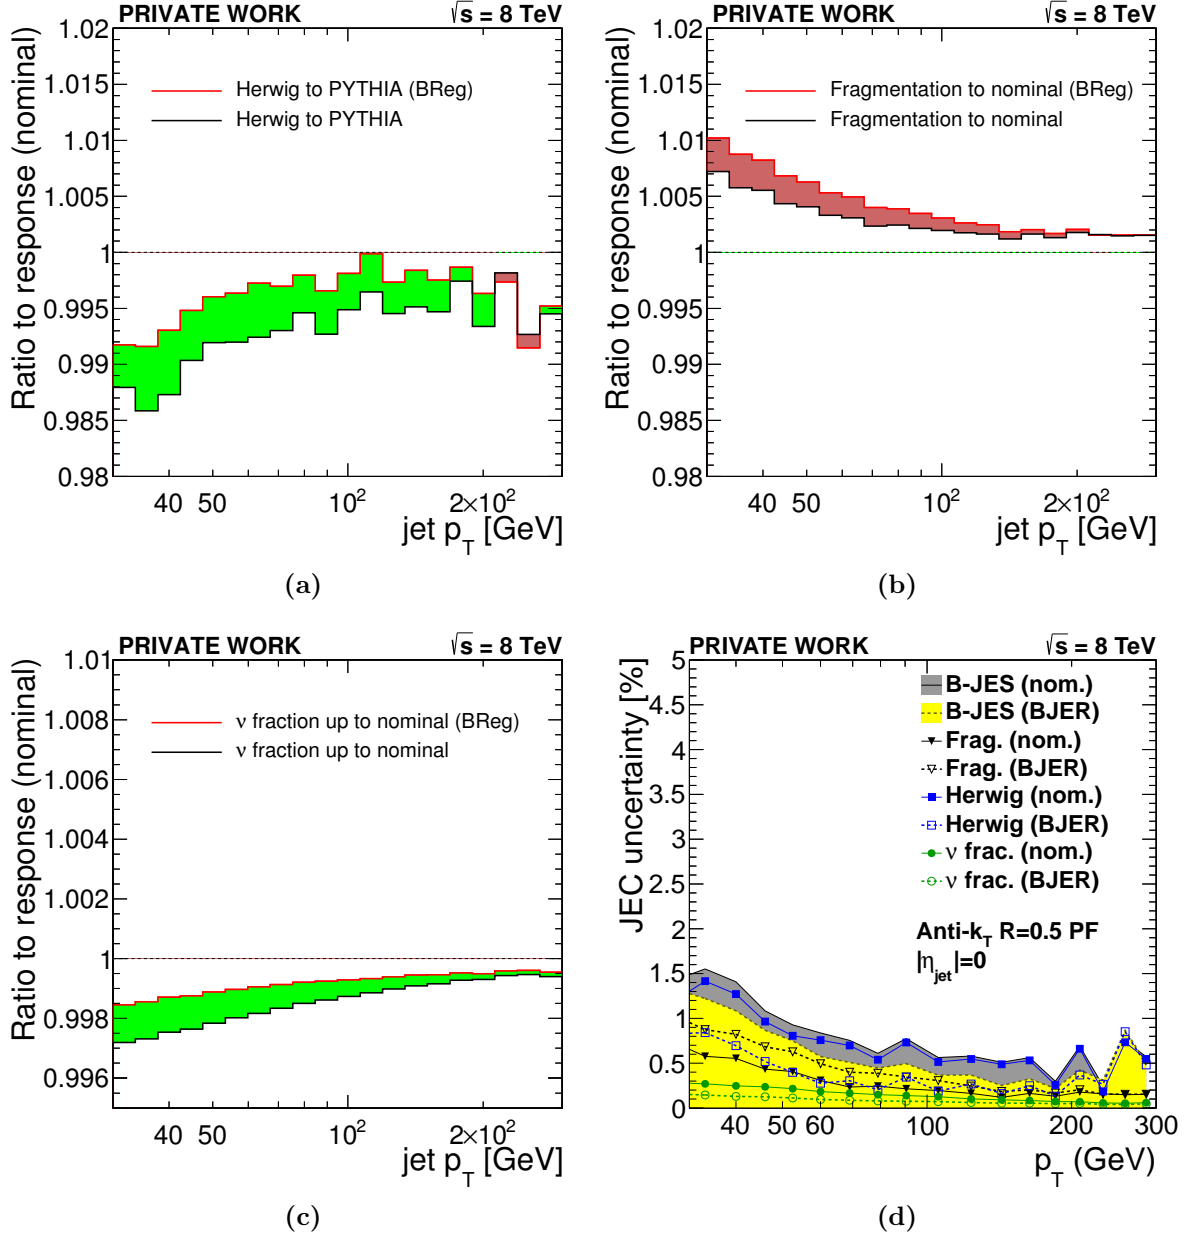 PRIVATE WORK √s = 8 TeV
Ratio to response (nominal)
1.02
1.015
1.01
1.005
1
0.995
0.99
0.985
0.98
Herwig to PYTHIA (BReg)
Herwig to PYTHIA
40 50 10² 2×10²
jet p_T [GeV]
(a)
PRIVATE WORK √s = 8 TeV
Ratio to response (nominal)
1.02
1.015
1.01
1.005
1
0.995
0.99
0.985
0.98
Fragmentation to nominal (BReg)
Fragmentation to nominal
40 50 10² 2×10²
jet p_T [GeV]
(b)
PRIVATE WORK √s = 8 TeV
Ratio to response (nominal)
1.01
1.008
1.006
1.004
1.002
1
0.998
0.996
ν fraction up to nominal (BReg)
ν fraction up to nominal
40 50 10² 2×10²
jet p_T [GeV]
(c)
PRIVATE WORK √s = 8 TeV
JEC uncertainty [%]
5
4.5
4
3.5
3
2.5
2
1.5
1
0.5
0
B-JES (nom.)
B-JES (BJER)
Frag. (nom.)
Frag. (BJER)
Herwig (nom.)
Herwig (BJER)
ν frac. (nom.)
ν frac. (BJER)
Anti-k_T R=0.5 PF
|η_jet|=0
40 50 60 100 200 300
p_T (GeV)
(d)